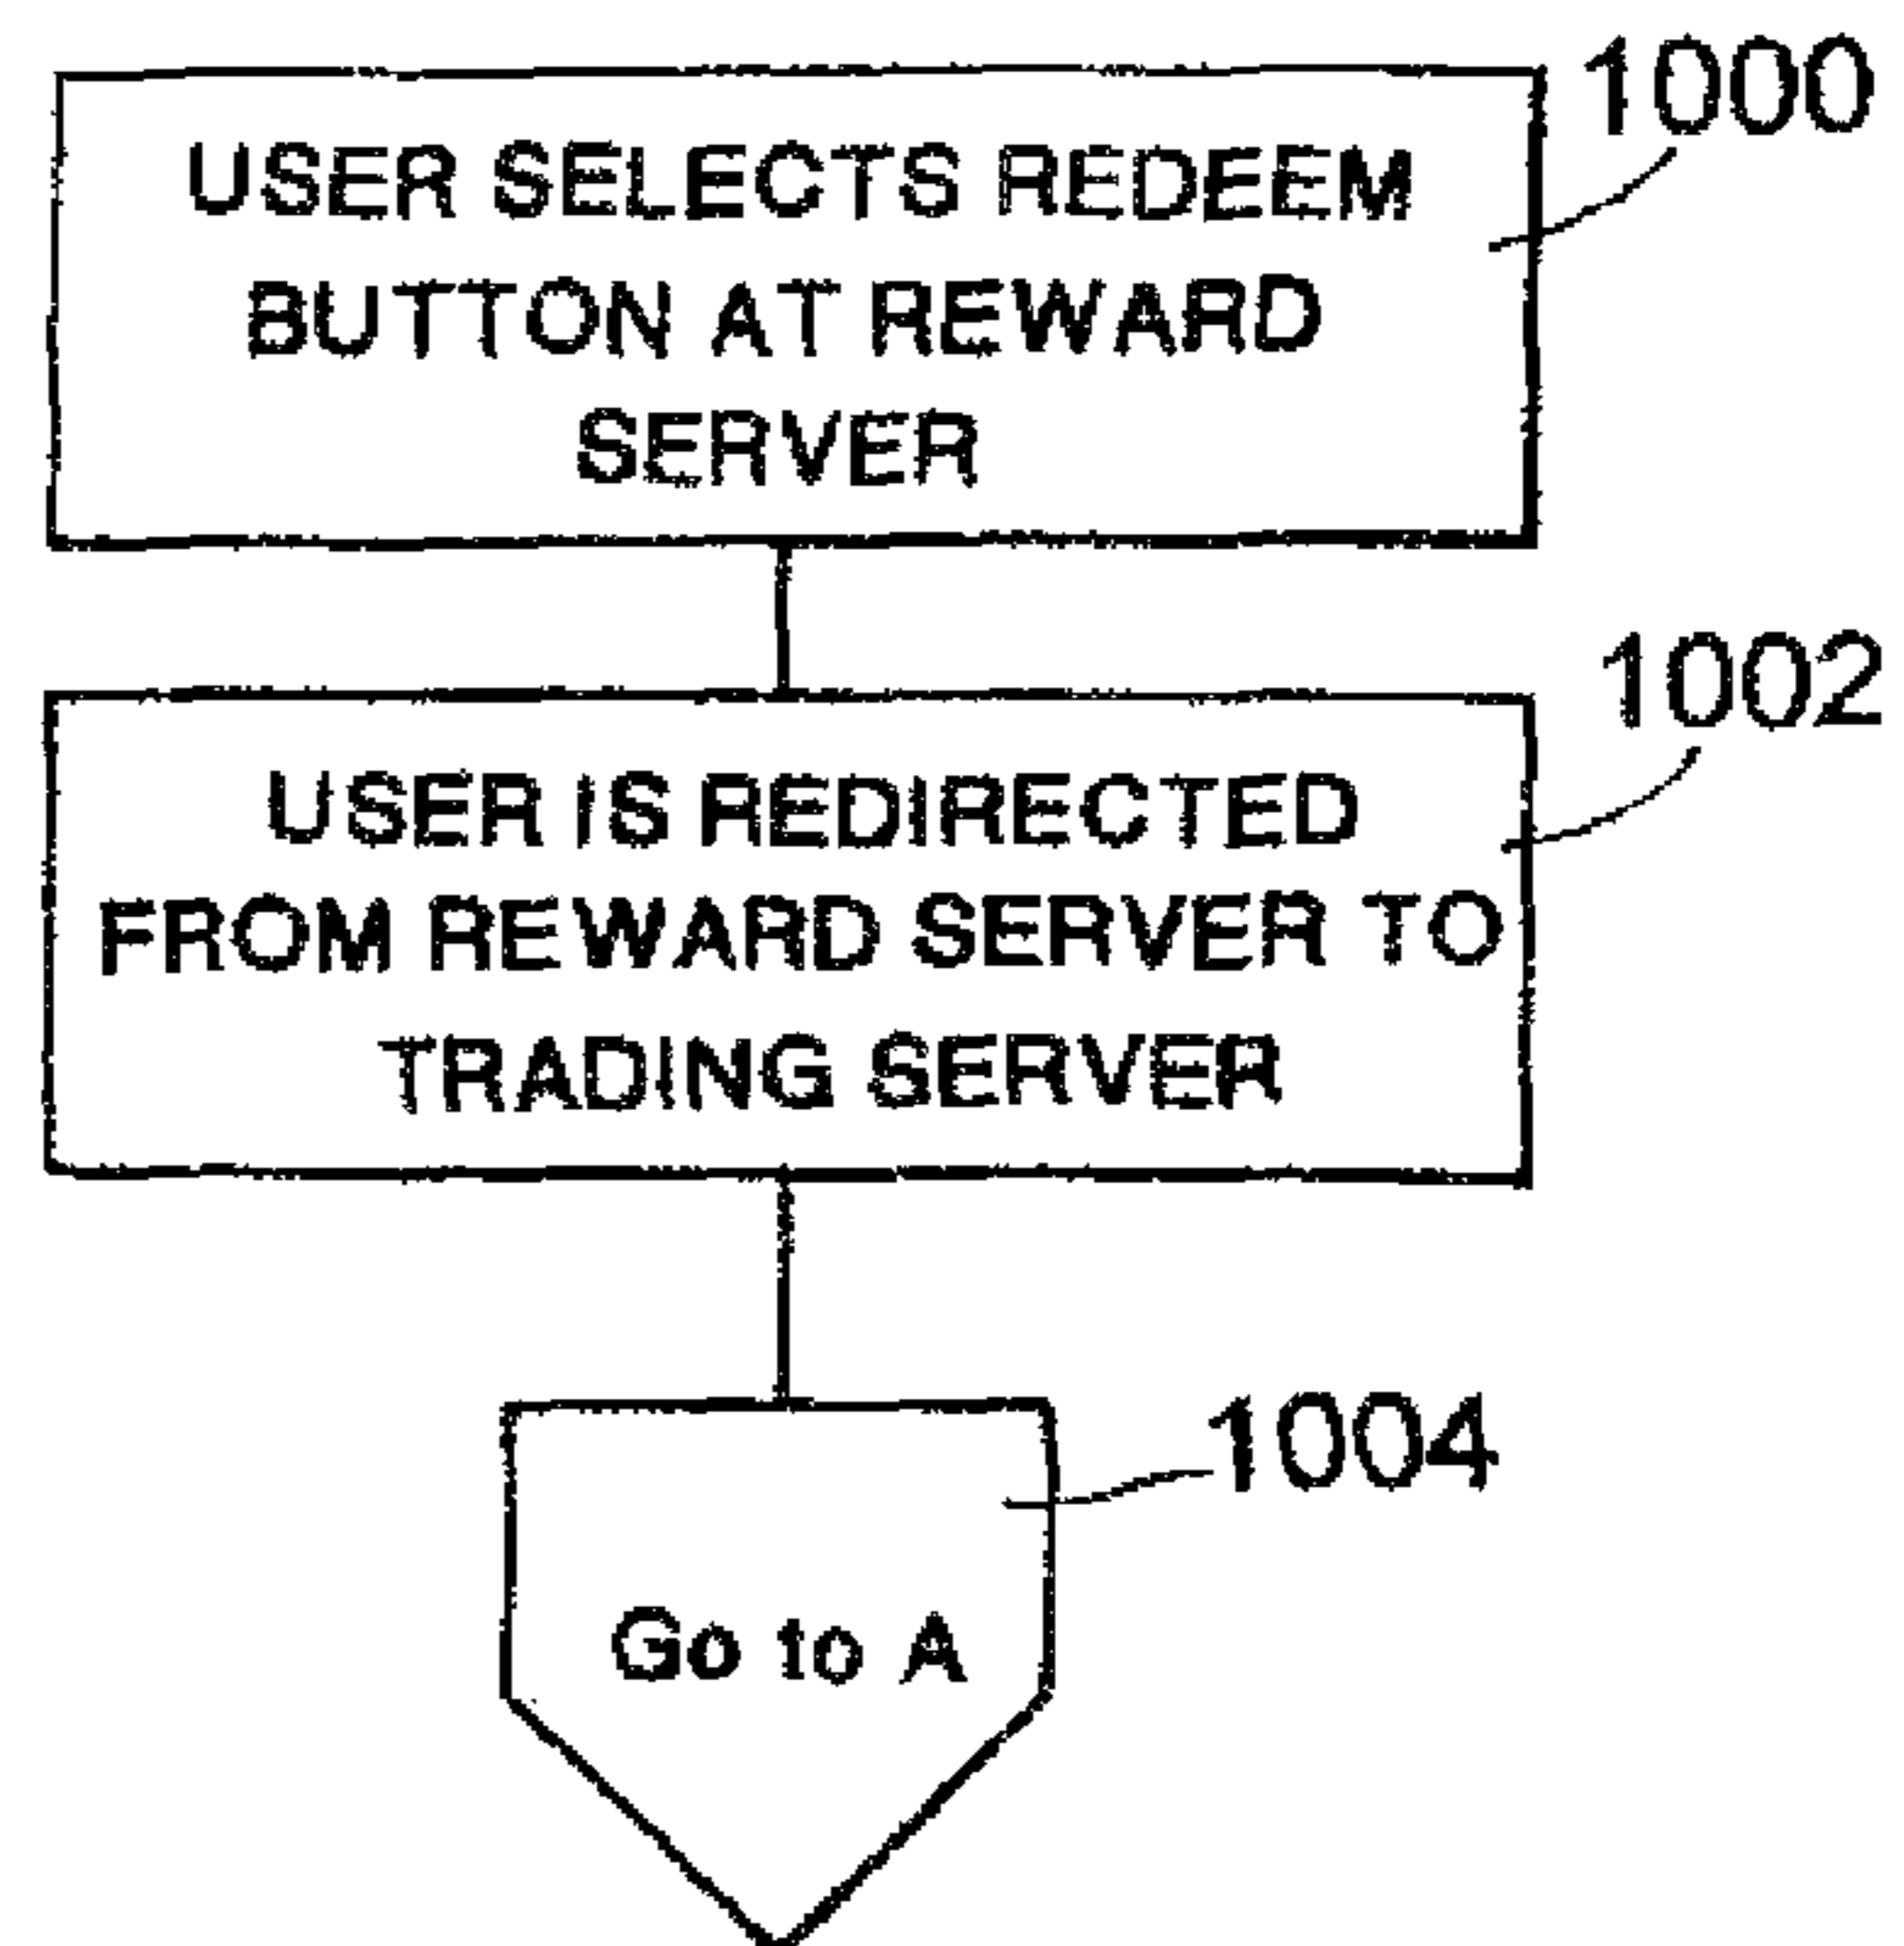 1000
USER SELECTS REDEEM
BUTTON AT REWARD
SERVER
1002
USER IS REDIRECTED
FROM REWARD SERVER TO
TRADING SERVER
1004
Go to A